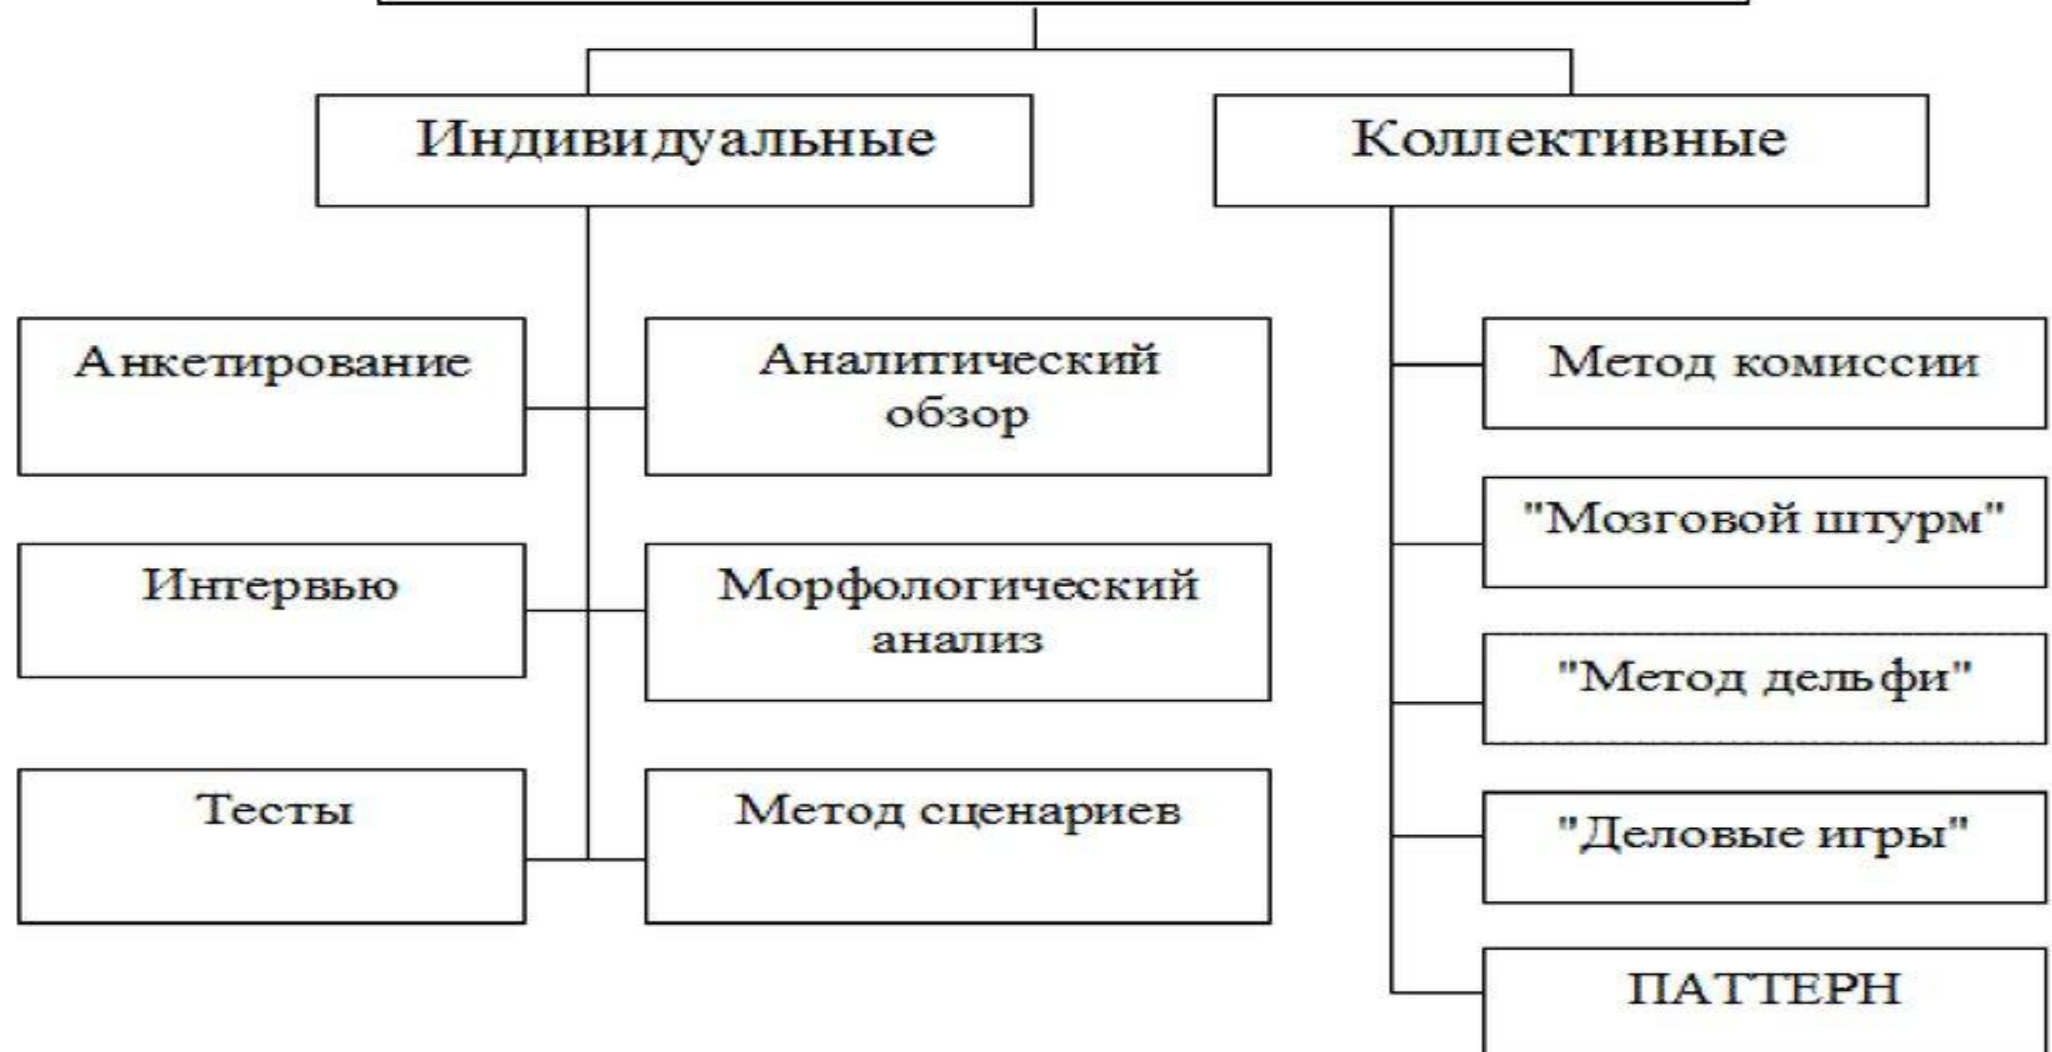 Индивидуальные
Коллективные
Анкетирование
Аналитический
обзор
Интервью
Морфологический
анализ
Тесты
Метод сценариев
Метод комиссии
"Мозговой штурм"
"Метод дельфи"
"Деловые игры"
ПАТТЕРН